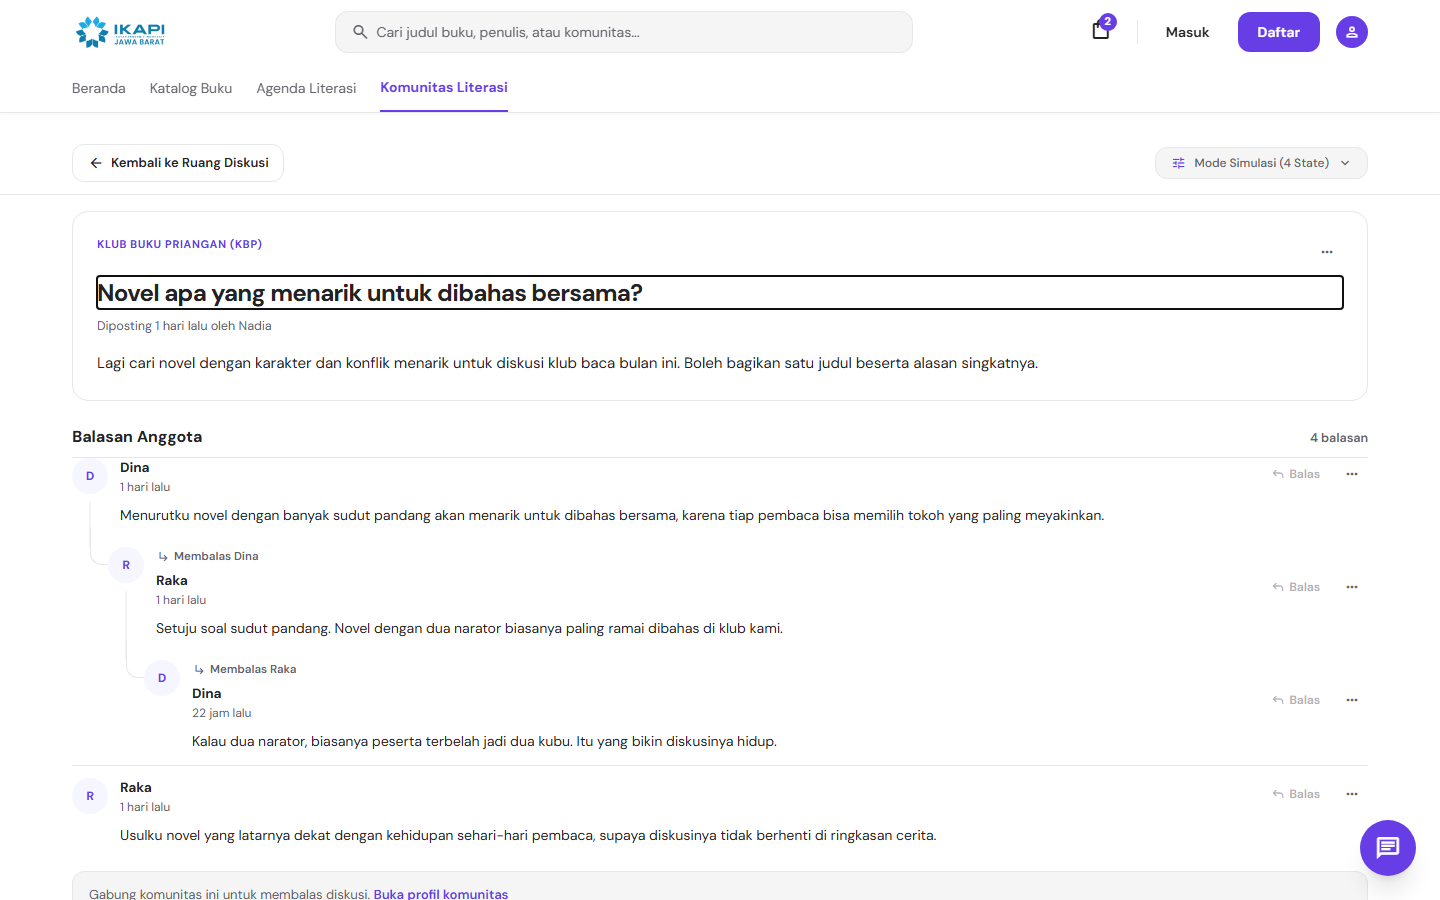 IKAPI
JAWA BARAT
Cari judul buku, penulis, atau komunitas...
2
Masuk
Daftar
Beranda
Katalog Buku
Agenda Literasi
Komunitas Literasi
Kembali ke Ruang Diskusi
Mode Simulasi (4 State)
KLUB BUKU PRIANGAN (KBP)
Novel apa yang menarik untuk dibahas bersama?
Diposting 1 hari lalu oleh Nadia
Lagi cari novel dengan karakter dan konflik menarik untuk diskusi klub baca bulan ini. Boleh bagikan satu judul beserta alasan singkatnya.
Balasan Anggota
4 balasan
D
Dina
1 hari lalu
Balas
Menurutku novel dengan banyak sudut pandang akan menarik untuk dibahas bersama, karena tiap pembaca bisa memilih tokoh yang paling meyakinkan.
Membalas Dina
R
Raka
1 hari lalu
Balas
Setuju soal sudut pandang. Novel dengan dua narator biasanya paling ramai dibahas di klub kami.
Membalas Raka
D
Dina
22 jam lalu
Balas
Kalau dua narator, biasanya peserta terbelah jadi dua kubu. Itu yang bikin diskusinya hidup.
R
Raka
1 hari lalu
Balas
Usulku novel yang latarnya dekat dengan kehidupan sehari-hari pembaca, supaya diskusinya tidak berhenti di ringkasan cerita.
Gabung komunitas ini untuk membalas diskusi. Buka profil komunitas